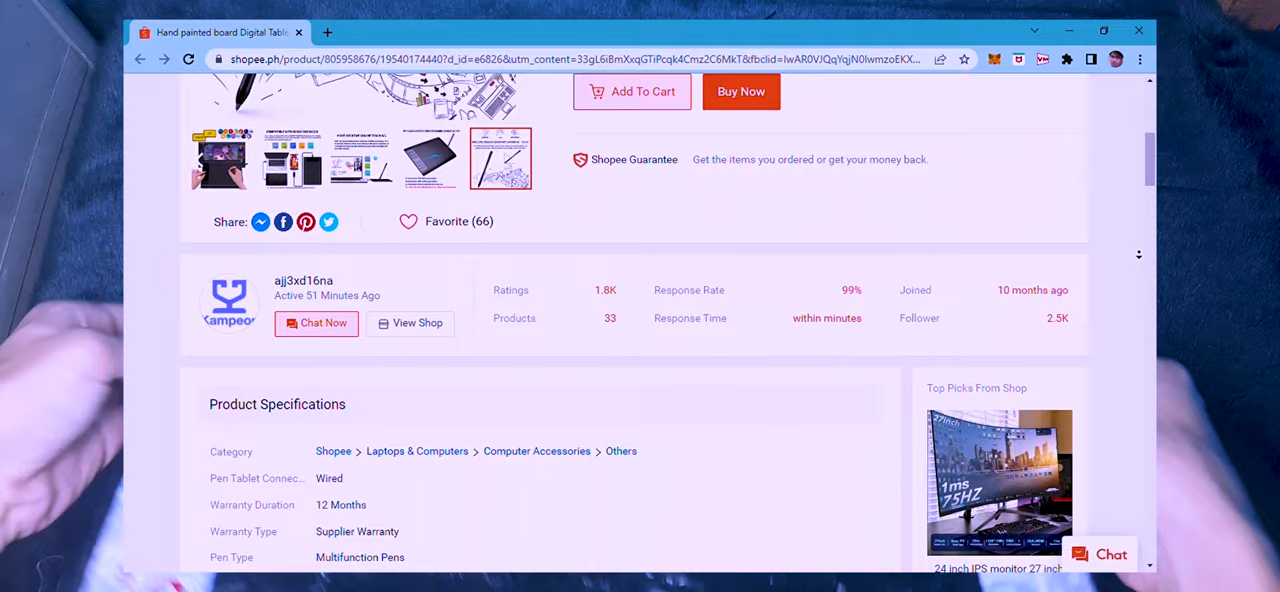 Hand painted board Digital Table
shopee.ph/product/805958676/19540174440?d_id=e6826&utm_content=33gL6iBmXxqGTiPcqk4Cmz2C6MkT&fbclid=IwAR0VJQqYqjN0IwmzoEKX...
Add To Cart
Buy Now
Shopee Guarantee
Get the items you ordered or get your money back.
Share:
Favorite (66)
Kampeor
ajj3xd16na
Active 51 Minutes Ago
Chat Now
View Shop
Ratings 1.8K
Response Rate 99%
Joined 10 months ago
Products 33
Response Time within minutes
Follower 2.5K
Product Specifications
Top Picks From Shop
Category Shopee > Laptops & Computers > Computer Accessories > Others
Pen Tablet Connec... Wired
Warranty Duration 12 Months
Warranty Type Supplier Warranty
Pen Type Multifunction Pens
27inch
1ms
75HZ
24 inch IPS monitor 27 inch
Chat